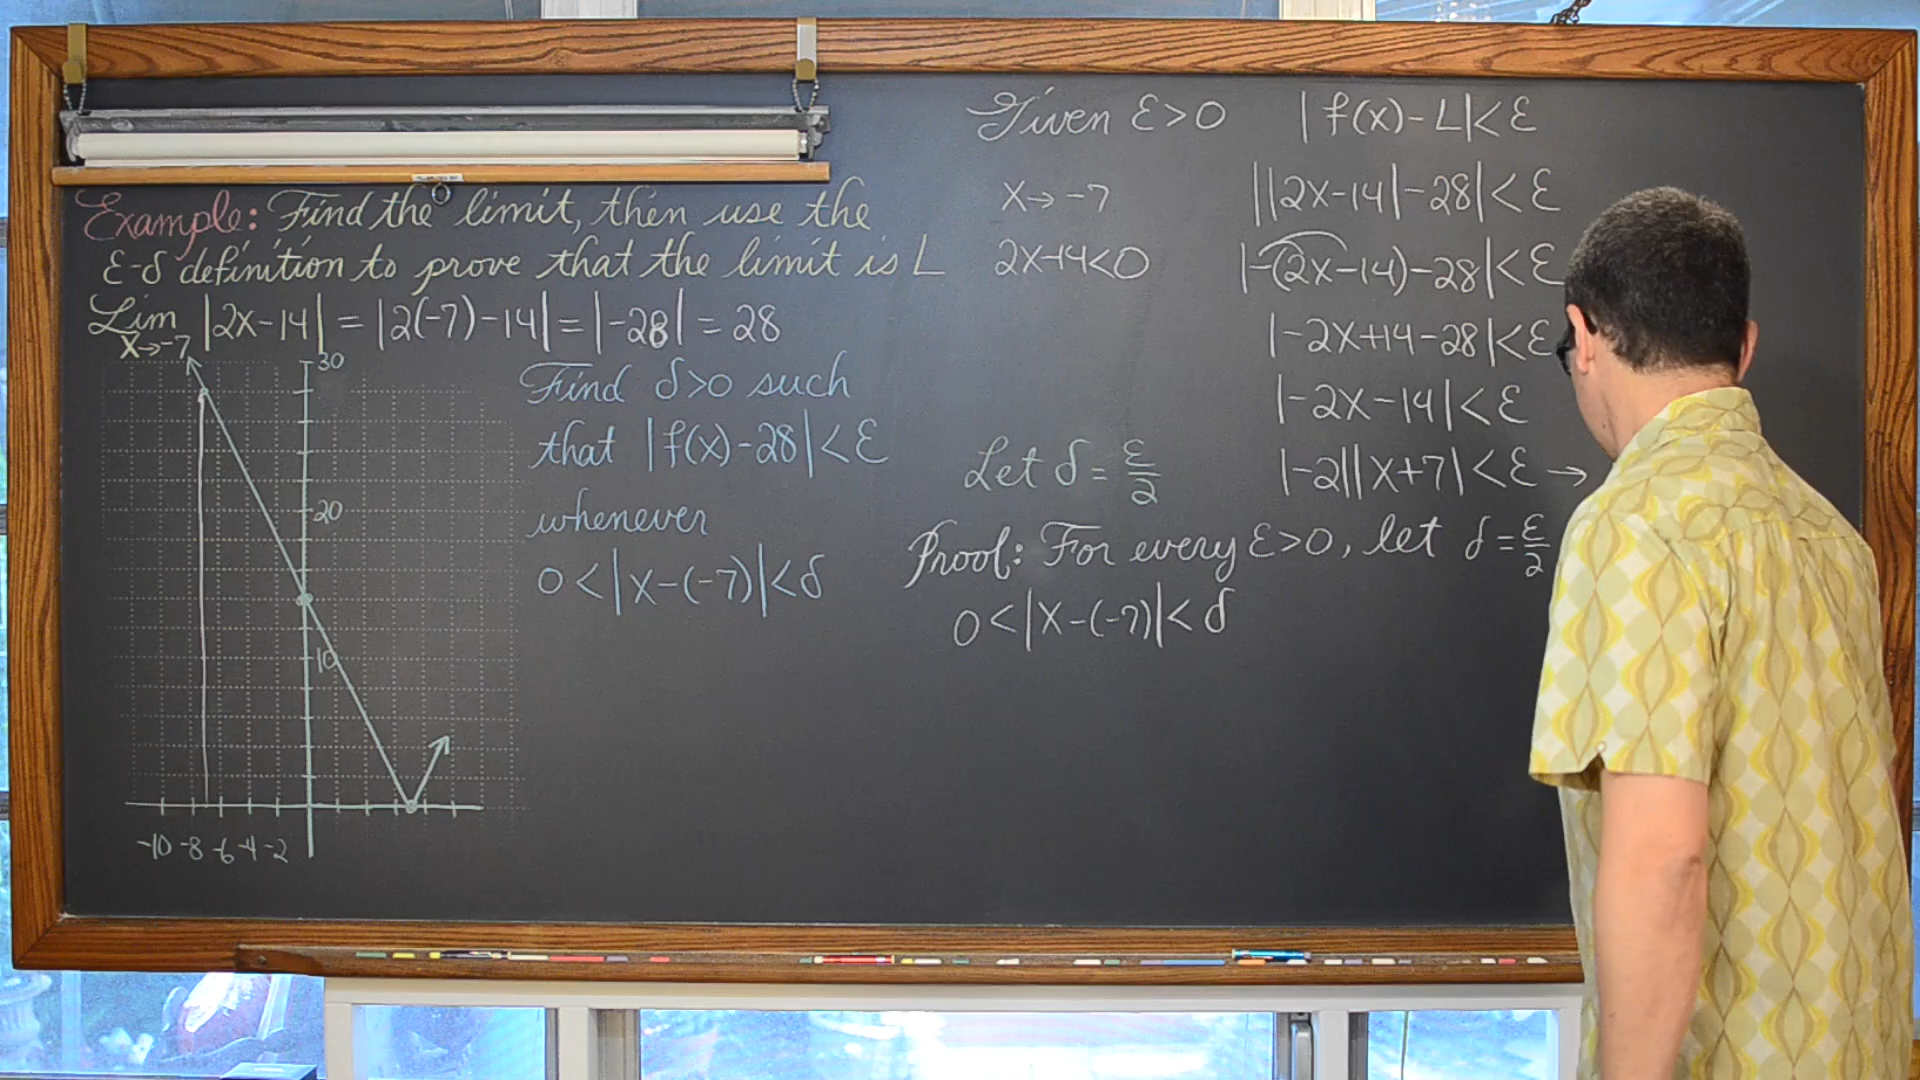 Example: Find the limit, then use the
ε-δ definition to prove that the limit is L
Lim |2x-14| = |2(-7)-14| = |-28| = 28
x→-7
30
20
10
-10 -8 -6 -4 -2
Find δ>0 such
that |f(x)-28|<ε
whenever
0<|x-(-7)|<δ
Given ε>0 |f(x)-L|<ε
x→-7 ||2x-14|-28|<ε
2x-14<0 |-(2x-14)-28|<ε
|-2x+14-28|<ε
|-2x-14|<ε
Let δ=ε/2 |-2||x+7|<ε→
Proof: For every ε>0, let δ=ε/2
0<|x-(-7)|<δ